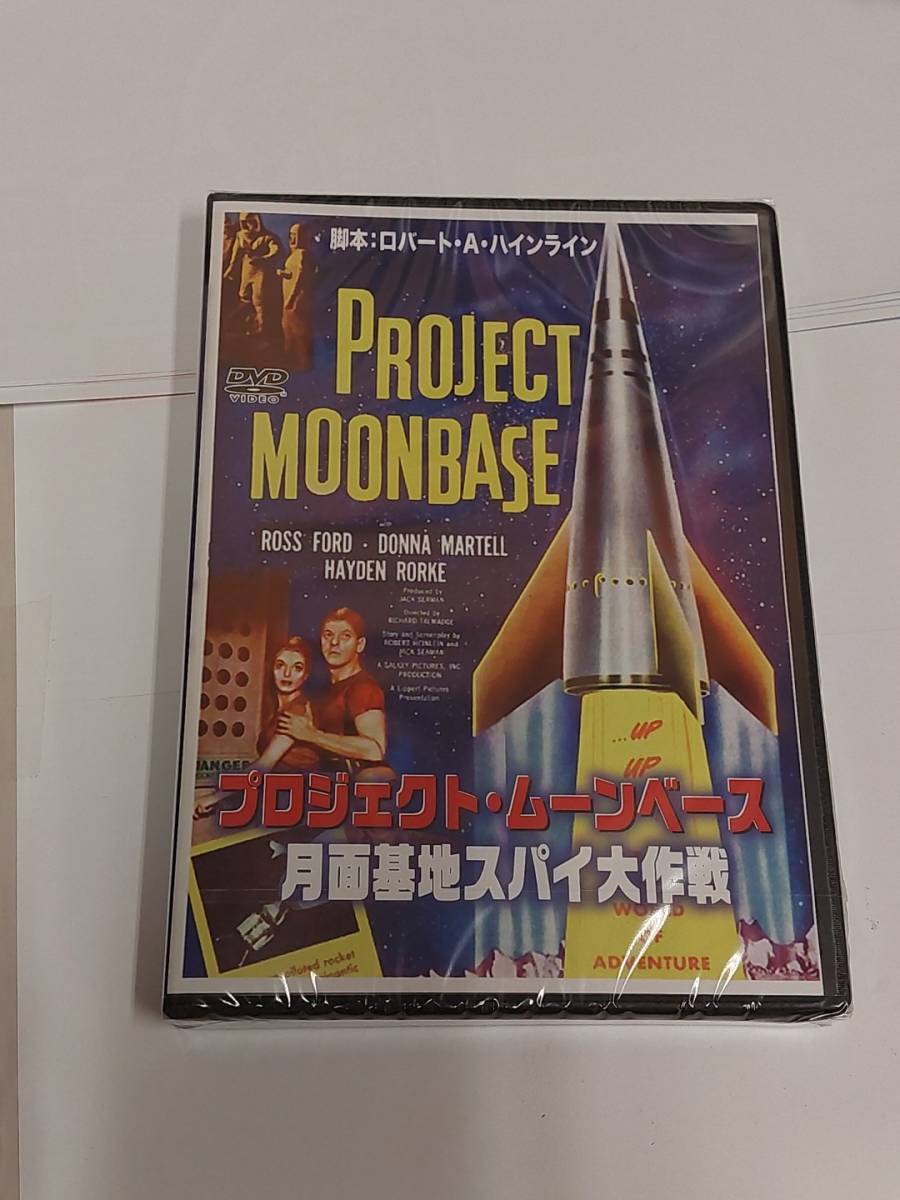 脚本:ロバート・A・ハインライン
PROJECT
MOONBASE
DVD
VIDEO
ROSS FORD · DONNA MARTELL
HAYDEN RORKE
Produced by
JACK SEAMAN
Directed by
RICHARD TALMADGE
Story and Screenplay by
ROBERT HEINLEIN and
JACK SEAMAN
A GALAXY PICTURES, INC.
PRODUCTION
A Lippert Pictures
Presentation
...UP
UP
プロジェクト・ムーンベース
月面基地スパイ大作戦
WORLD
OF
ADVENTURE
rocket